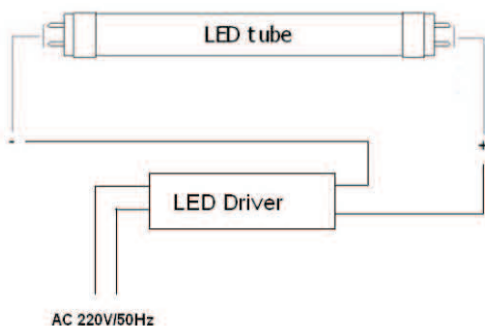 LED tube
-
+
LED Driver
AC 220V/50Hz